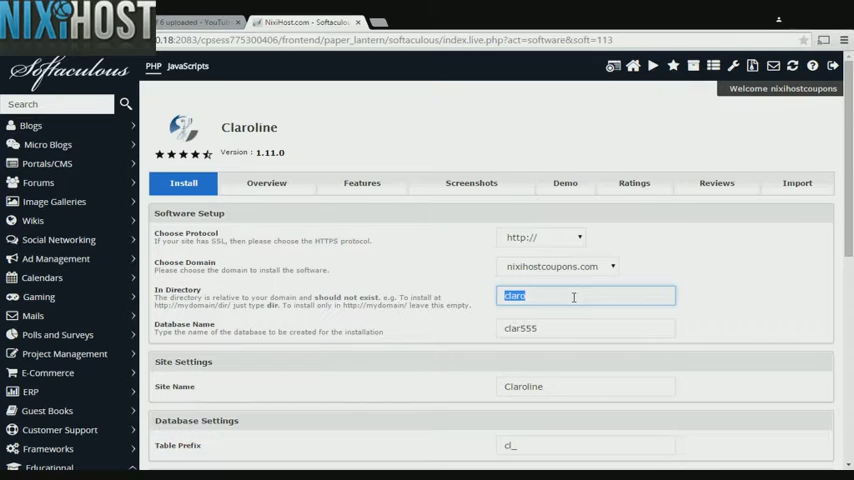 NIXIHOST
f 6 uploaded - YouTub
NixiHost.com - Softaculous
0.18:2083/cpsess775300406/frontend/paper_lantern/softaculous/index.live.php?act=software&soft=113
Softaculous
PHP JavaScripts
Welcome nixihostcoupons
Search
Blogs
Micro Blogs
Portals/CMS
Forums
Image Galleries
Wikis
Social Networking
Ad Management
Calendars
Gaming
Mails
Polls and Surveys
Project Management
E-Commerce
ERP
Guest Books
Customer Support
Frameworks
Educational
Claroline
Version : 1.11.0
Install Overview Features Screenshots Demo Ratings Reviews Import
Software Setup
Choose Protocol
If your site has SSL, then please choose the HTTPS protocol.
http://
Choose Domain
Please choose the domain to install the software.
nixihostcoupons.com
In Directory
The directory is relative to your domain and should not exist. e.g. To install at
http://mydomain/dir/ just type dir. To install only in http://mydomain/ leave this empty.
claro
Database Name
Type the name of the database to be created for the installation
clar555
Site Settings
Site Name
Claroline
Database Settings
Table Prefix
cl_